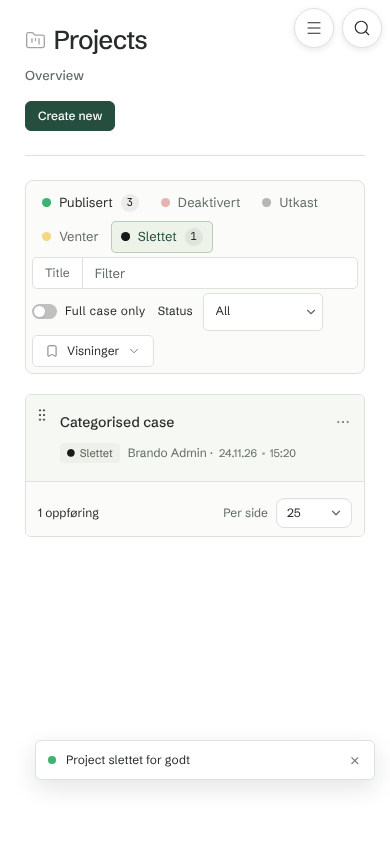 Projects
Overview
Create new
Publisert 3 Deaktivert Utkast
Venter Slettet 1
Title Filter
Full case only Status All
Visninger
Categorised case
Slettet Brando Admin · 24.11.26 • 15:20
1 oppføring Per side 25
Project slettet for godt